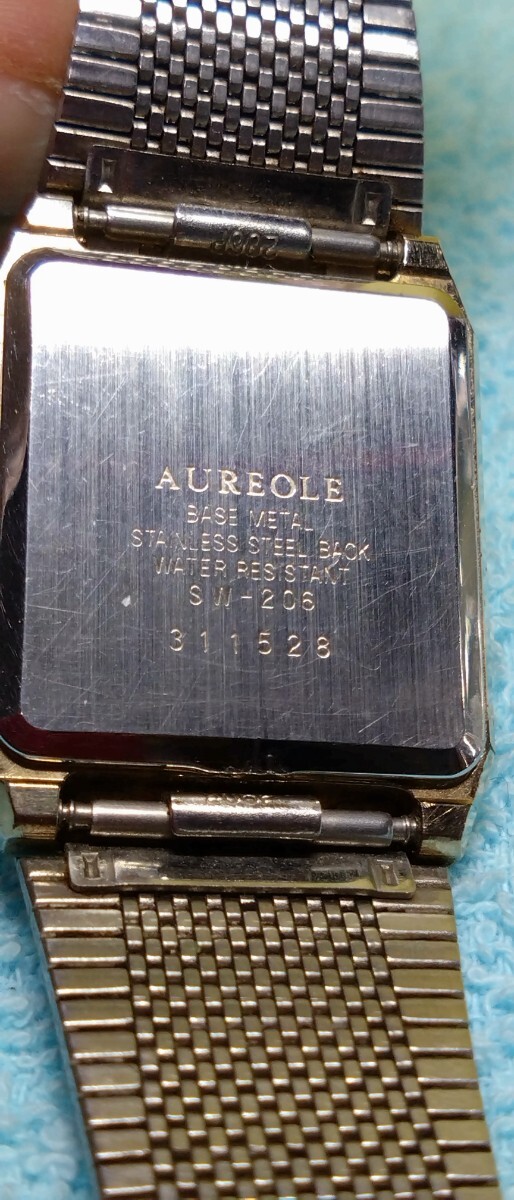 AUREOLE
BASE METAL
STAINLESS STEEL BACK
WATER RESISTANT
SW-206
311528